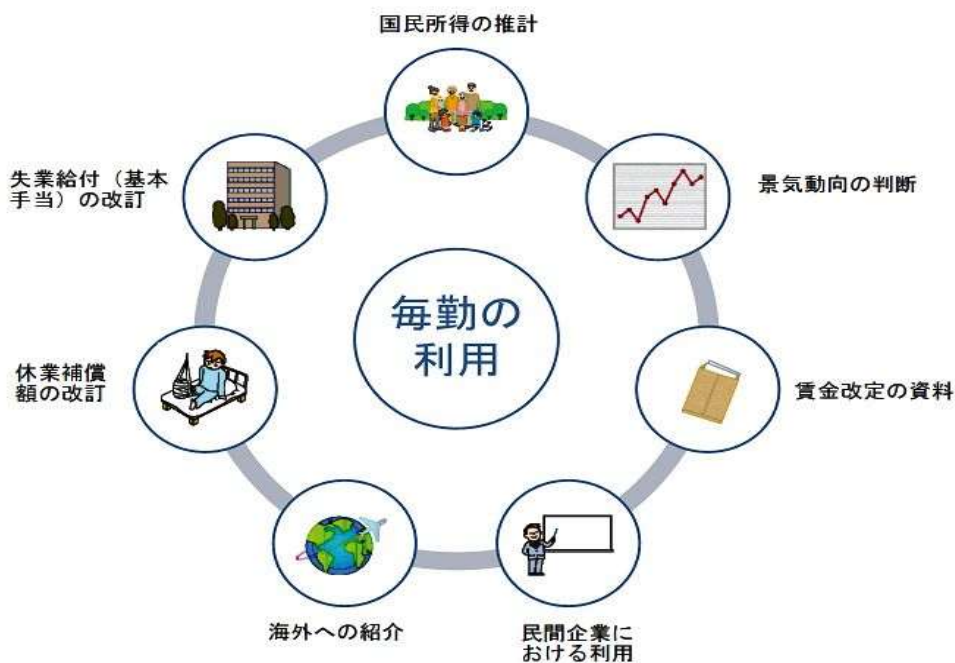 国民所得の推計
景気動向の判断
賃金改定の資料
民間企業に
おける利用
海外への紹介
休業補償
額の改訂
失業給付（基本
手当）の改訂
毎勤の
利用